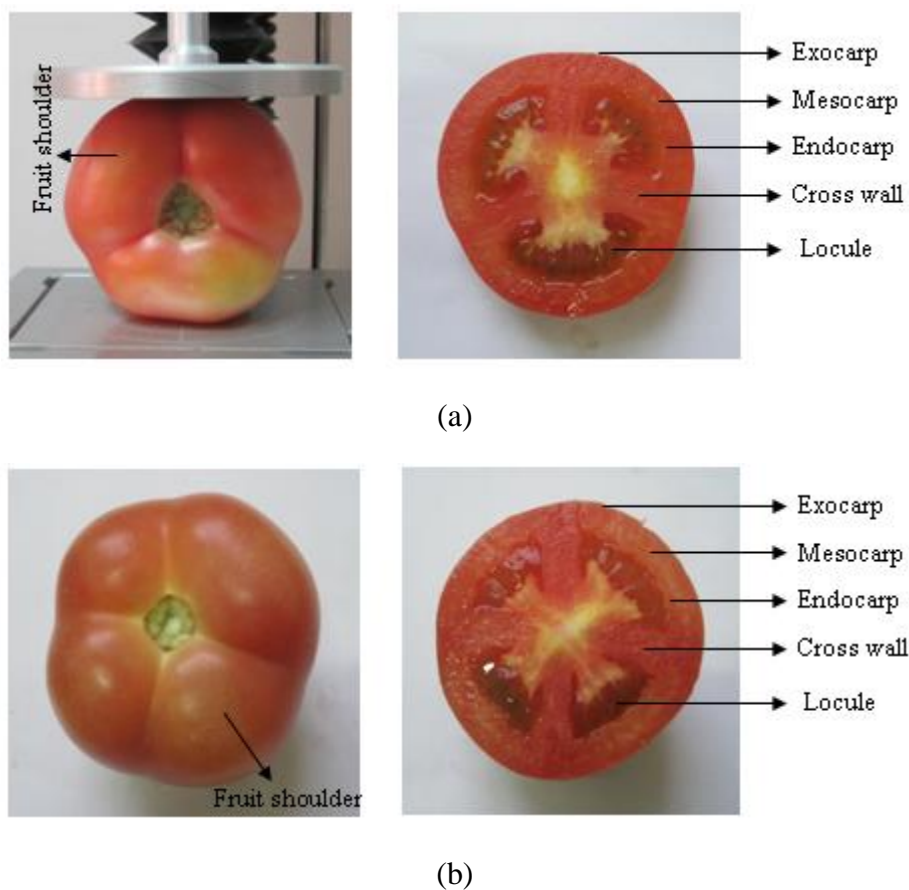 Fruit shoulder
Exocarp
Mesocarp
Endocarp
Cross wall
Locule
(a)
Fruit shoulder
Exocarp
Mesocarp
Endocarp
Cross wall
Locule
(b)